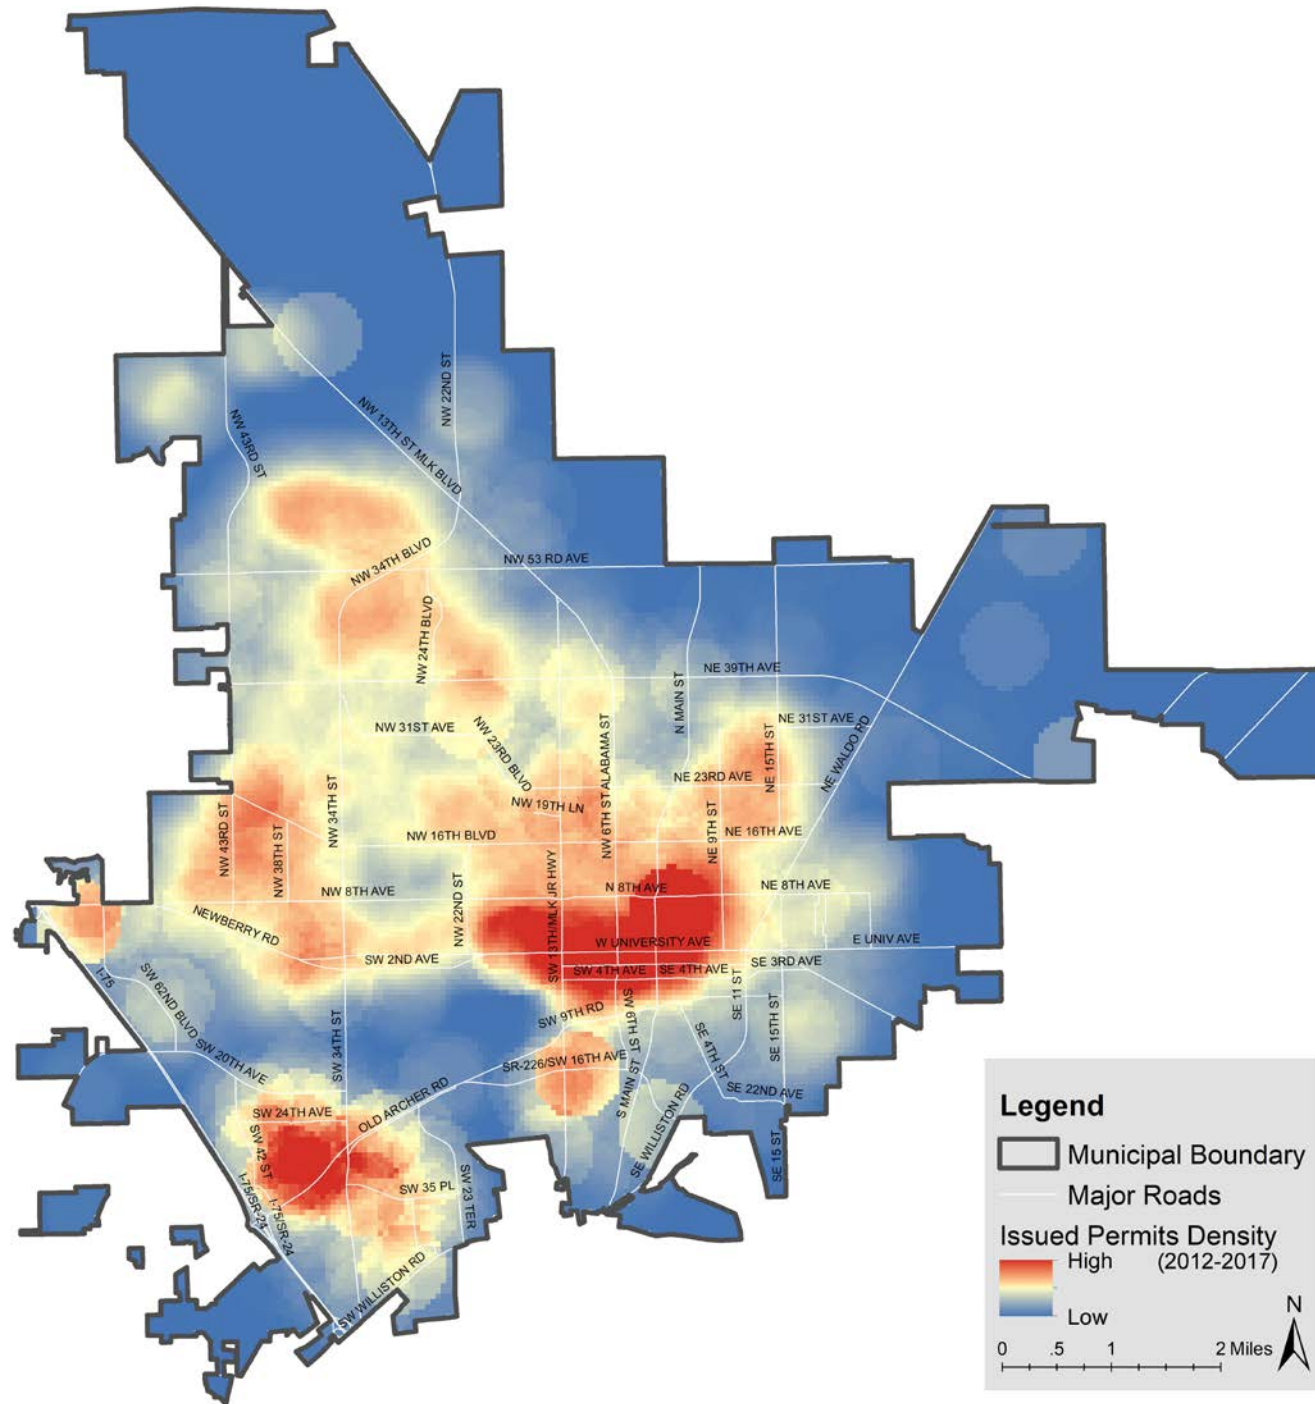 NW 22ND ST
NW 43RD ST
NW 13TH ST MLK BLVD
NW 34TH BLVD
NW 53 RD AVE
NW 24TH BLVD
NE 39TH AVE
N MAIN ST
NW 31ST AVE
NW 23RD BLVD
NW 6TH ST ALABAMA ST
NE 31ST AVE
NE 15TH ST
NE WALDO RD
NE 23RD AVE
NW 19TH LN
NW 43RD ST
NW 38TH ST
NW 34TH ST
NW 16TH BLVD
NE 9TH ST
NE 16TH AVE
NW 8TH AVE
NW 22ND ST
SW 13TH/MLK JR HWY
N 8TH AVE
NE 8TH AVE
NEWBERRY RD
SW 2ND AVE
W UNIVERSITY AVE
E UNIV AVE
I-75
SW 62ND BLVD
SW 4TH AVE
SE 4TH AVE
SE 3RD AVE
SE 11 ST
SE 15TH ST
SW 34TH ST
SW 9TH RD
SW 6TH ST
SE 4TH ST
SW 20TH AVE
SR-226/SW 16TH AVE
S MAIN ST
SE WILLISTON RD
SE 22ND AVE
OLD ARCHER RD
SW 24TH AVE
SW 42 ST
SE 15 ST
SW 35 PL
SW 23 TER
I-75/SR-24
I-75/SR-24
SW WILLISTON RD
Legend
Municipal Boundary
Major Roads
Issued Permits Density
High (2012-2017)
Low
N
0 .5 1 2 Miles